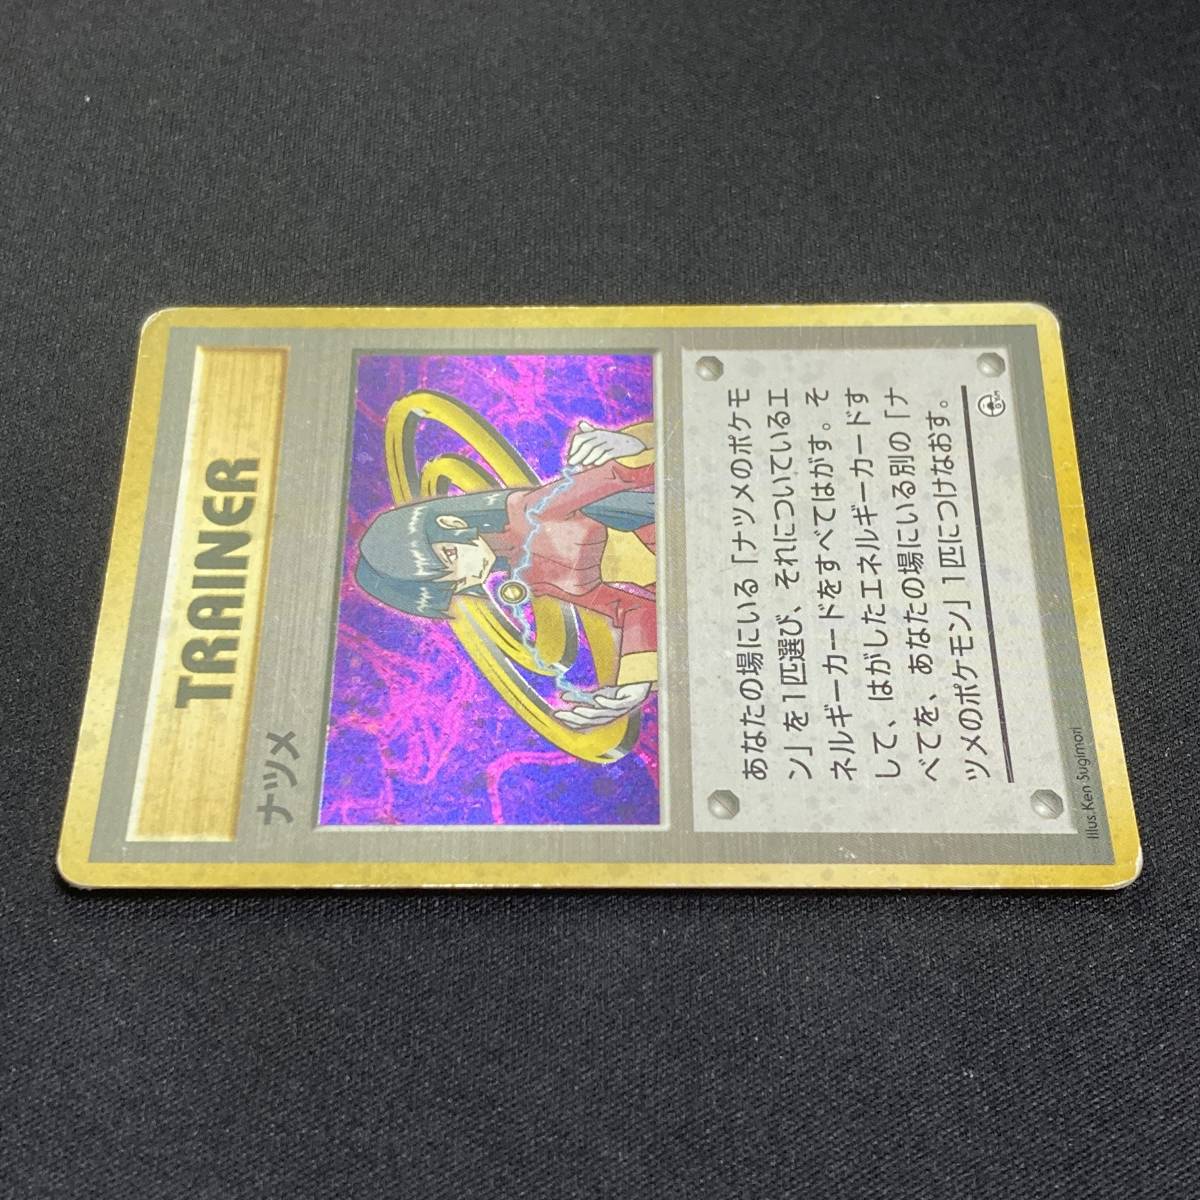 TRAINER
ナツメ
あなたの場にいる「ナツメのポケモ
ン」を1匹選び、それについているエ
ネルギーカードをすべてはがす。そ
して、はがしたエネルギーカードす
べてを、あなたの場にいる別の「ナ
ツメのポケモン」1匹につけなおす。
Illus. Ken Sugimori